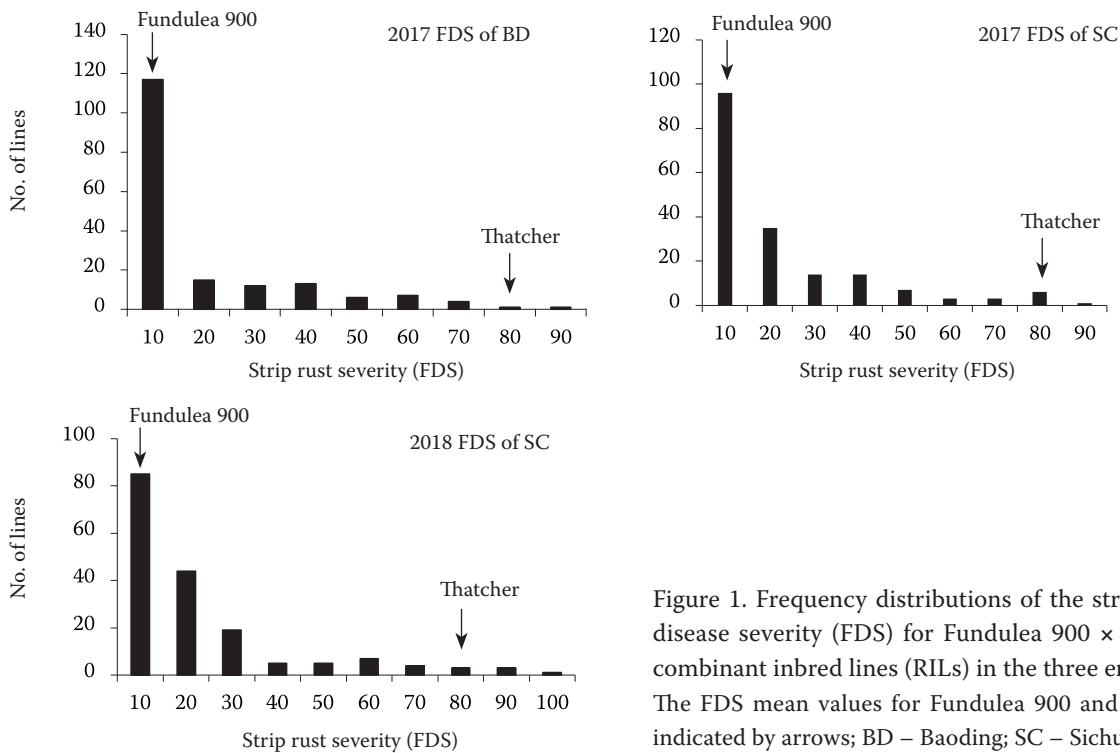 Fundulea 900
2017 FDS of BD
No. of lines
140
120
100
80
60
40
20
0
Thatcher
10 20 30 40 50 60 70 80 90
Strip rust severity (FDS)
Fundulea 900
2017 FDS of SC
120
100
80
60
40
20
0
Thatcher
10 20 30 40 50 60 70 80 90
Strip rust severity (FDS)
Fundulea 900
2018 FDS of SC
No. of lines
100
80
60
40
20
0
Thatcher
10 20 30 40 50 60 70 80 90 100
Strip rust severity (FDS)
Figure 1. Frequency distributions of the str
disease severity (FDS) for Fundulea 900 ×
combinant inbred lines (RILs) in the three e
The FDS mean values for Fundulea 900 and
indicated by arrows; BD – Baoding; SC – Sichu